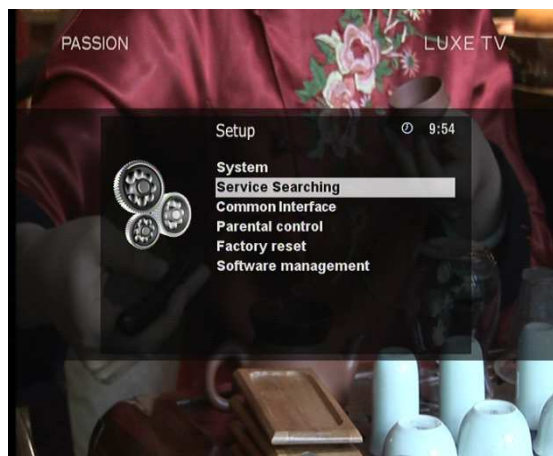 PASSION
LUXE TV
Setup
9:54
System
Service Searching
Common Interface
Parental control
Factory reset
Software management